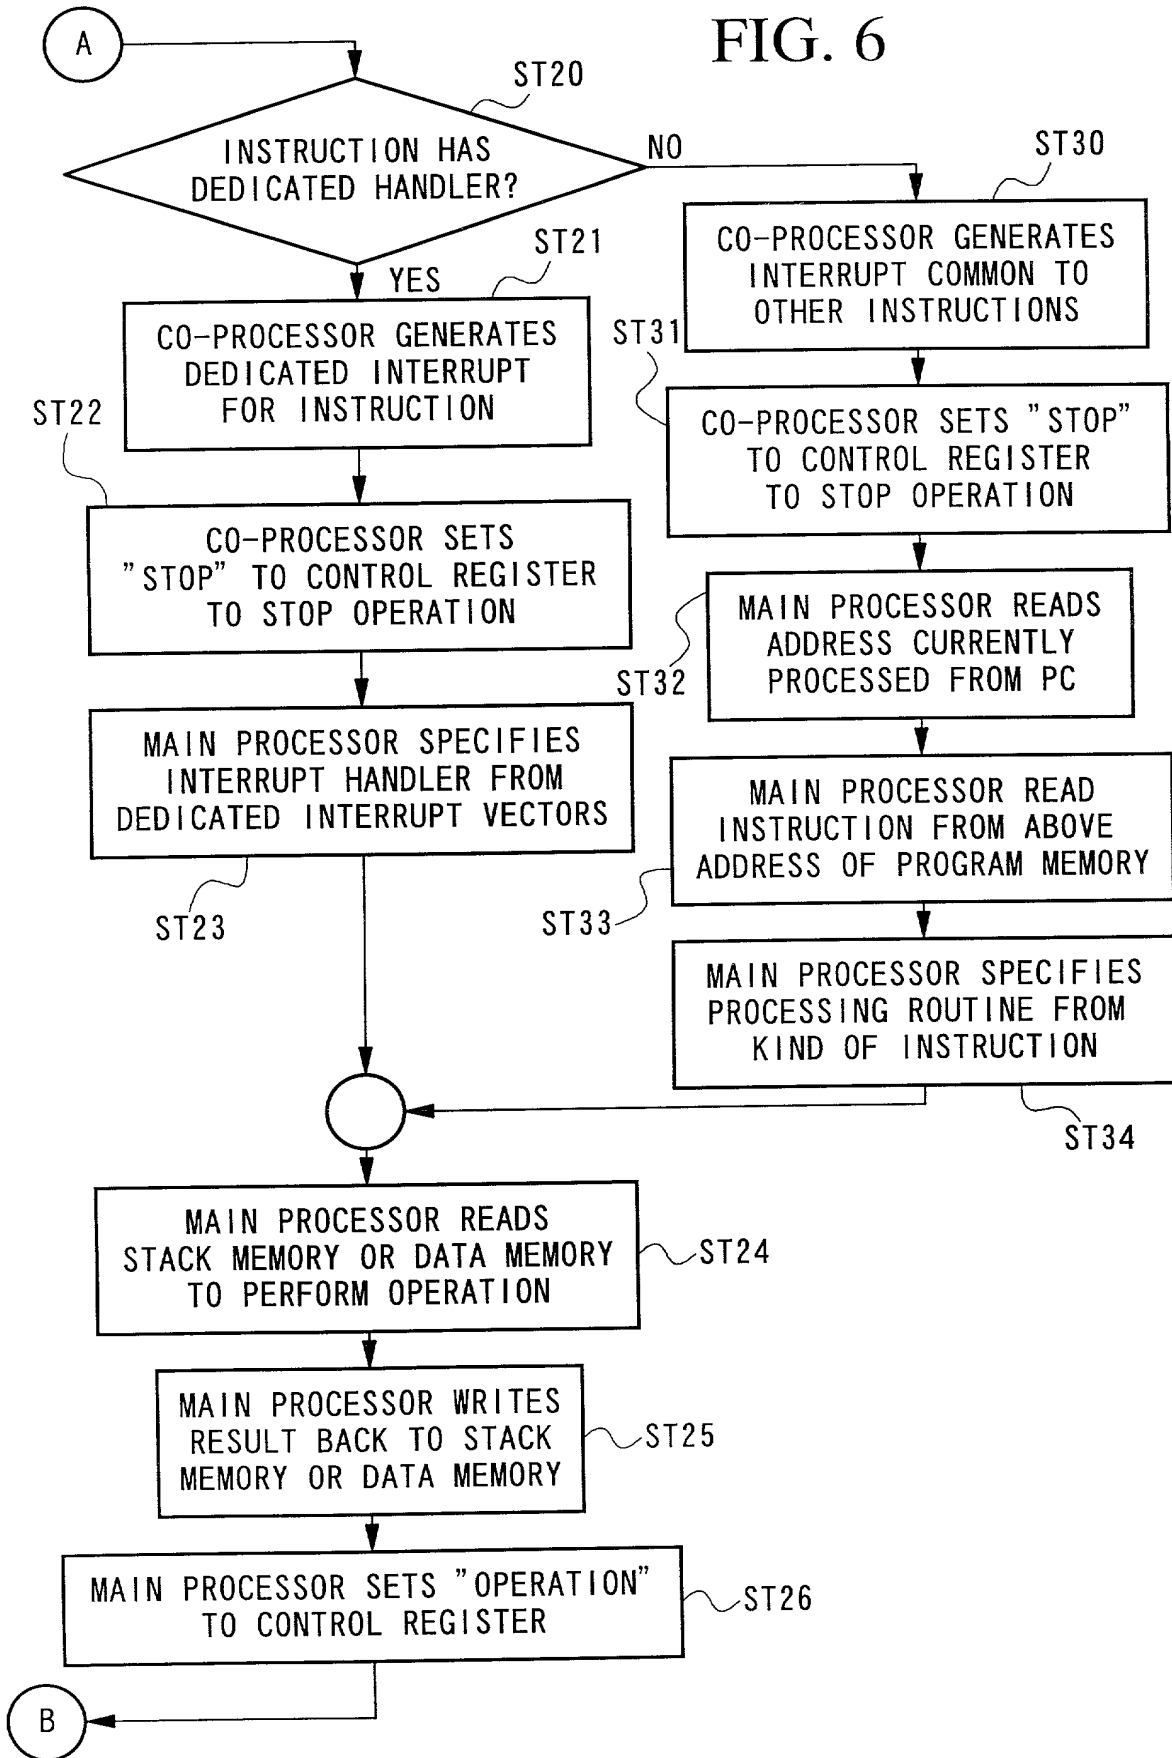 FIG. 6
A
ST20
INSTRUCTION HAS
DEDICATED HANDLER?
NO
YES
ST21
CO-PROCESSOR GENERATES
DEDICATED INTERRUPT
FOR INSTRUCTION
ST22
CO-PROCESSOR SETS
"STOP" TO CONTROL REGISTER
TO STOP OPERATION
MAIN PROCESSOR SPECIFIES
INTERRUPT HANDLER FROM
DEDICATED INTERRUPT VECTORS
ST23
ST30
CO-PROCESSOR GENERATES
INTERRUPT COMMON TO
OTHER INSTRUCTIONS
ST31
CO-PROCESSOR SETS "STOP"
TO CONTROL REGISTER
TO STOP OPERATION
MAIN PROCESSOR READS
ADDRESS CURRENTLY
PROCESSED FROM PC
ST32
MAIN PROCESSOR READ
INSTRUCTION FROM ABOVE
ADDRESS OF PROGRAM MEMORY
ST33
MAIN PROCESSOR SPECIFIES
PROCESSING ROUTINE FROM
KIND OF INSTRUCTION
ST34
MAIN PROCESSOR READS
STACK MEMORY OR DATA MEMORY
TO PERFORM OPERATION
ST24
MAIN PROCESSOR WRITES
RESULT BACK TO STACK
MEMORY OR DATA MEMORY
ST25
MAIN PROCESSOR SETS "OPERATION"
TO CONTROL REGISTER
ST26
B